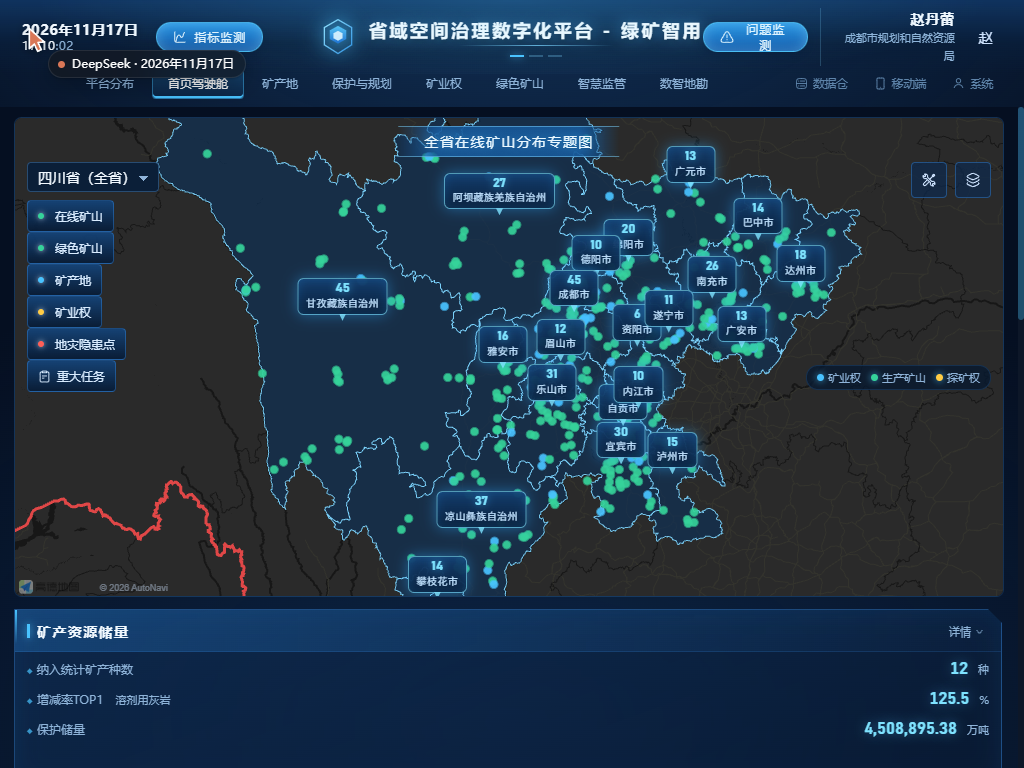 2026年11月17日
:10:02
指标监测
省域空间治理数字化平台 - 绿矿智用
问题监测
赵丹蕾
成都市规划和自然资源局
赵
DeepSeek · 2026年11月17日
平台分布
首页驾驶舱
矿产地
保护与规划
矿业权
绿色矿山
智慧监管
数智地勘
数据仓
移动端
系统
全省在线矿山分布专题图
四川省（全省）
在线矿山
绿色矿山
矿产地
矿业权
地灾隐患点
重大任务
13
广元市
27
阿坝藏族羌族自治州
14
巴中市
20
阳市
10
德阳市
18
达州市
26
南充市
45
成都市
45
甘孜藏族自治州
11
遂宁市
6
资阳市
13
广安市
12
眉山市
16
雅安市
31
乐山市
10
内江市
自贡市
30
宜宾市
15
泸州市
37
凉山彝族自治州
14
攀枝花市
矿业权
生产矿山
探矿权
高德地图
© 2026 AutoNavi
矿产资源储量
详情
纳入统计矿产种数
12 种
增减率TOP1 溶剂用灰岩
125.5 %
保护储量
4,508,895.38 万吨